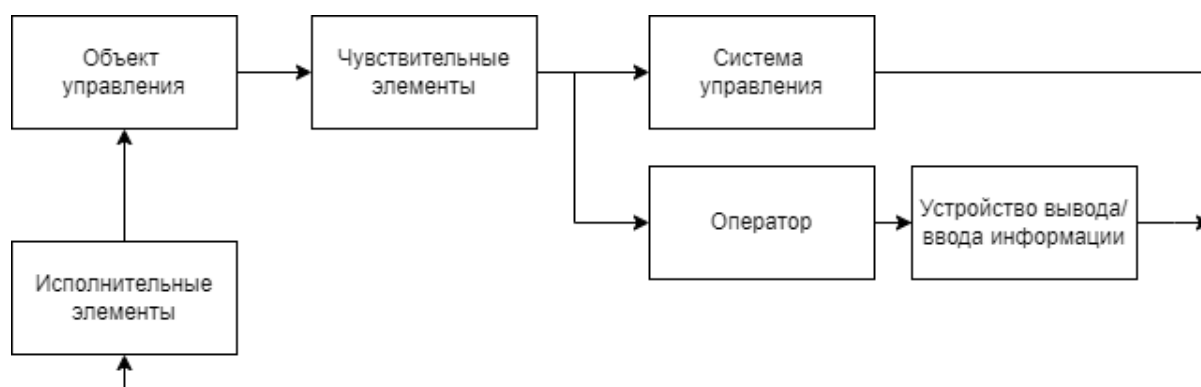 Объект
управления
Чувствительные
элементы
Система
управления
Оператор
Устройство вывода/
ввода информации
Исполнительные
элементы